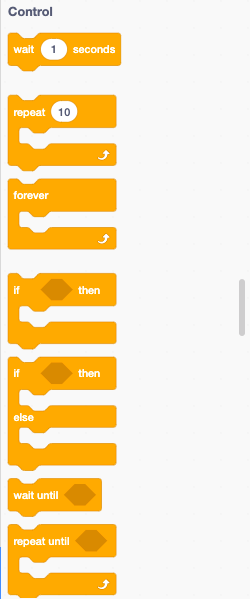 Control
wait 1 seconds
repeat 10
forever
if then
if then
else
wait until
repeat until